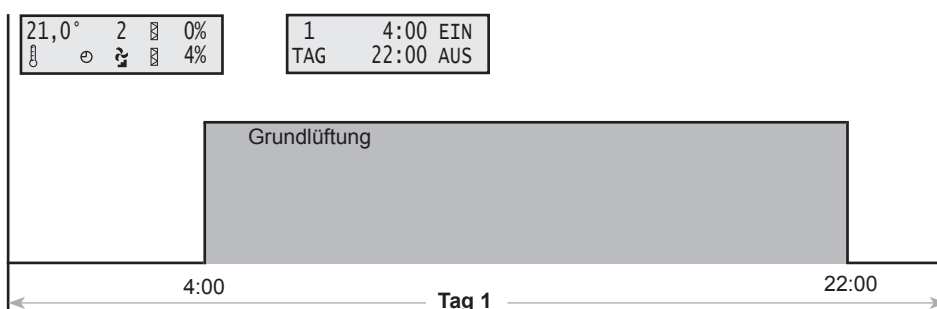 21,0° 2 0%
4%
1 4:00 EIN
TAG 22:00 AUS
Grundlüftung
4:00 22:00
Tag 1